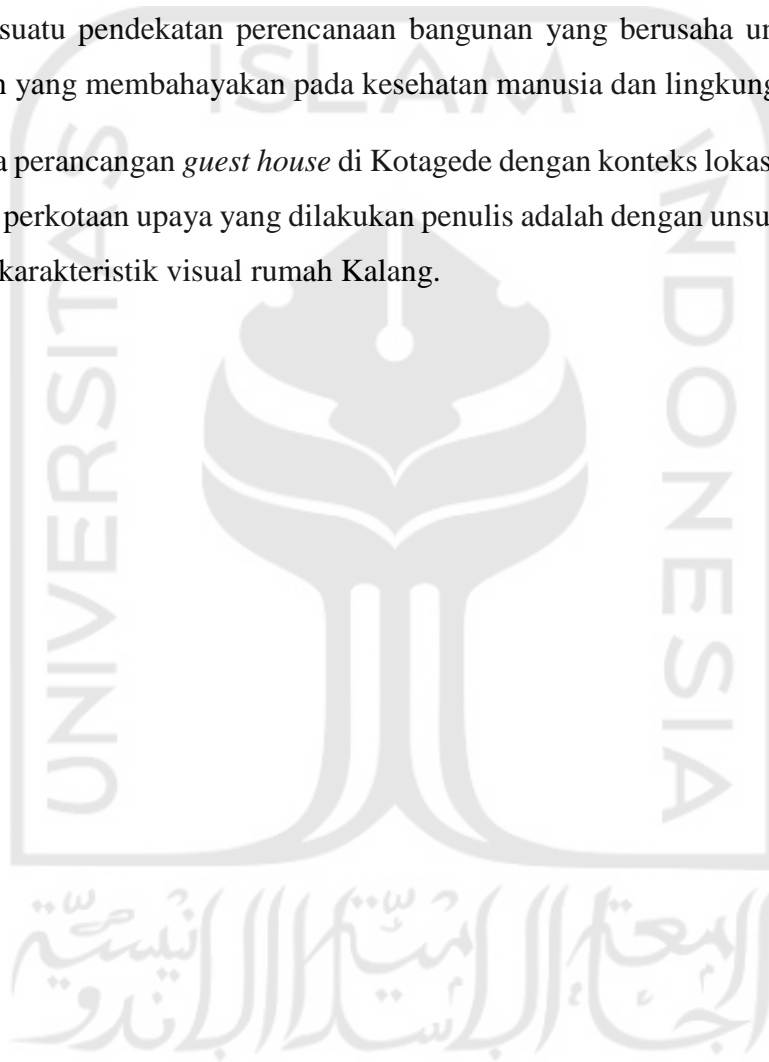 suatu pendekatan perencanaan bangunan yang berusaha un
n yang membahayakan pada kesehatan manusia dan lingkung
a perancangan guest house di Kotagede dengan konteks lokas
perkotaan upaya yang dilakukan penulis adalah dengan unsu
karakteristik visual rumah Kalang.
ISLAM
UNIVERSITAS
INDONESIA